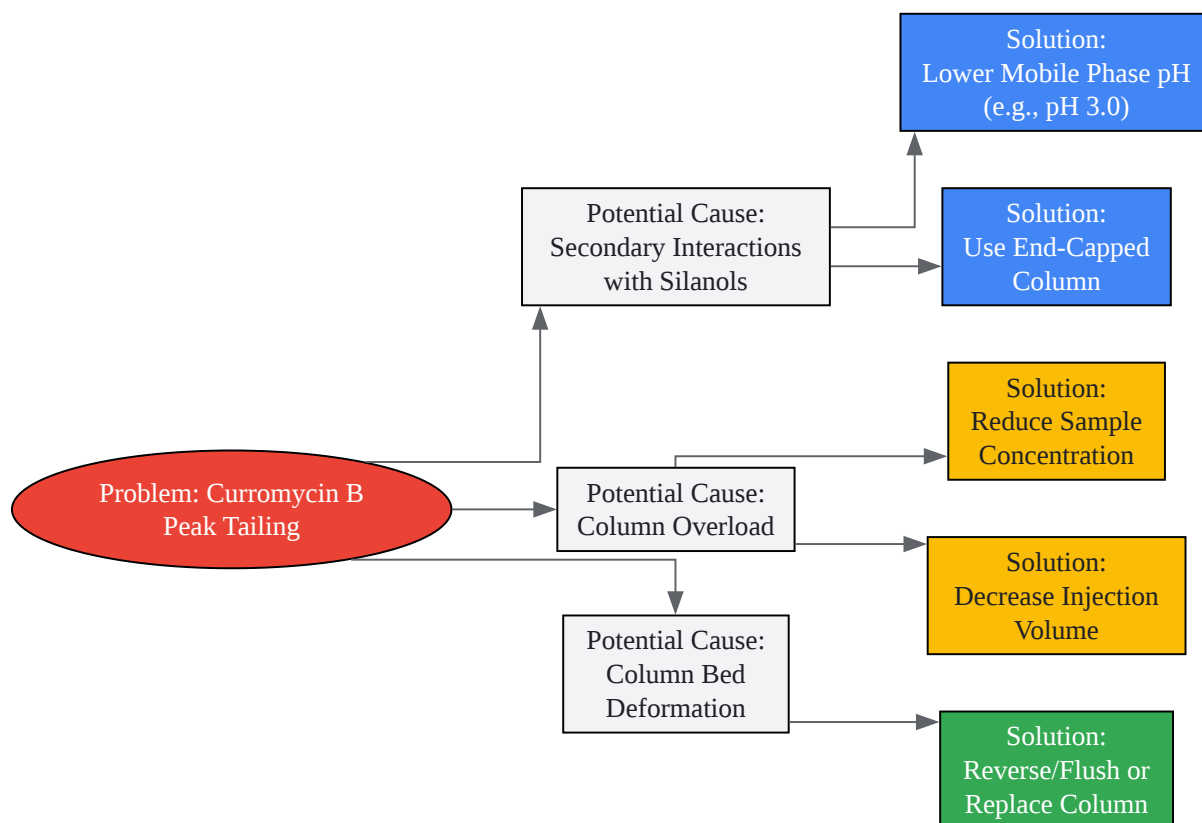 Solution:
Lower Mobile Phase pH
(e.g., pH 3.0)
Potential Cause:
Secondary Interactions
with Silanols
Solution:
Use End-Capped
Column
Solution:
Reduce Sample
Concentration
Problem: Curromycin B
Peak Tailing
Potential Cause:
Column Overload
Solution:
Decrease Injection
Volume
Potential Cause:
Column Bed
Deformation
Solution:
Reverse/Flush or
Replace Column